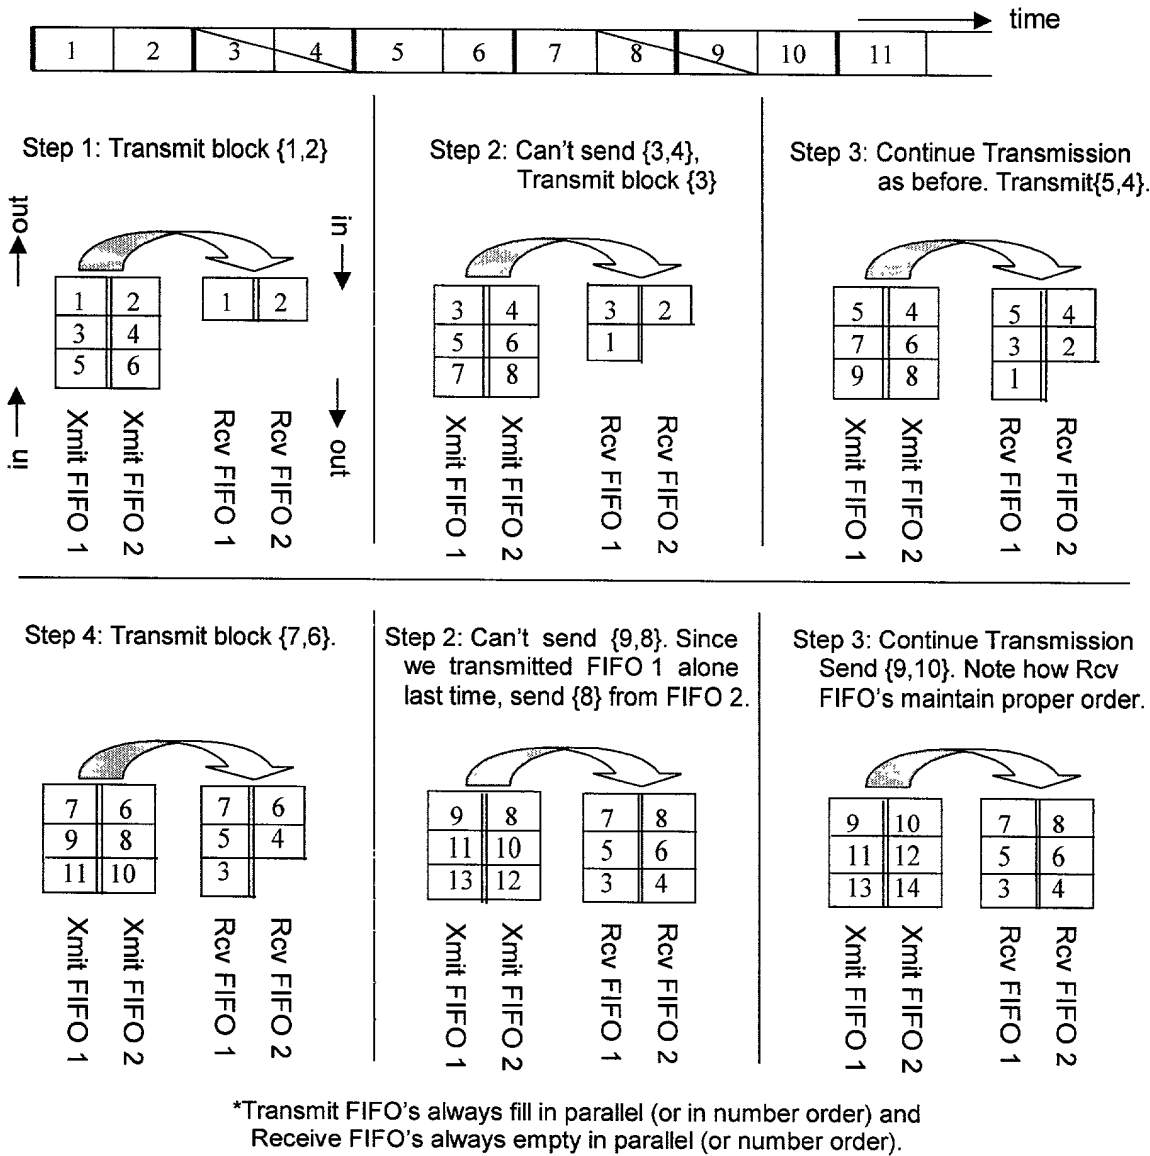 time
1 2 3 4 5 6 7 8 9 10 11
Step 1: Transmit block {1,2}
out
in
in
out
1 2
3 4
5 6
1 2
Xmit FIFO 1
Xmit FIFO 2
Rcv FIFO 1
Rcv FIFO 2
Step 2: Can't send {3,4},
Transmit block {3}
3 4
5 6
7 8
3 2
1
Xmit FIFO 1
Xmit FIFO 2
Rcv FIFO 1
Rcv FIFO 2
Step 3: Continue Transmission
as before. Transmit{5,4}.
5 4
7 6
9 8
5 4
3 2
1
Xmit FIFO 1
Xmit FIFO 2
Rcv FIFO 1
Rcv FIFO 2
Step 4: Transmit block {7,6}.
7 6
9 8
11 10
7 6
5 4
3
Xmit FIFO 1
Xmit FIFO 2
Rcv FIFO 1
Rcv FIFO 2
Step 2: Can't send {9,8}. Since
we transmitted FIFO 1 alone
last time, send {8} from FIFO 2.
9 8
11 10
13 12
7 8
5 6
3 4
Xmit FIFO 1
Xmit FIFO 2
Rcv FIFO 1
Rcv FIFO 2
Step 3: Continue Transmission
Send {9,10}. Note how Rcv
FIFO's maintain proper order.
9 10
11 12
13 14
7 8
5 6
3 4
Xmit FIFO 1
Xmit FIFO 2
Rcv FIFO 1
Rcv FIFO 2
*Transmit FIFO's always fill in parallel (or in number order) and
Receive FIFO's always empty in parallel (or number order).